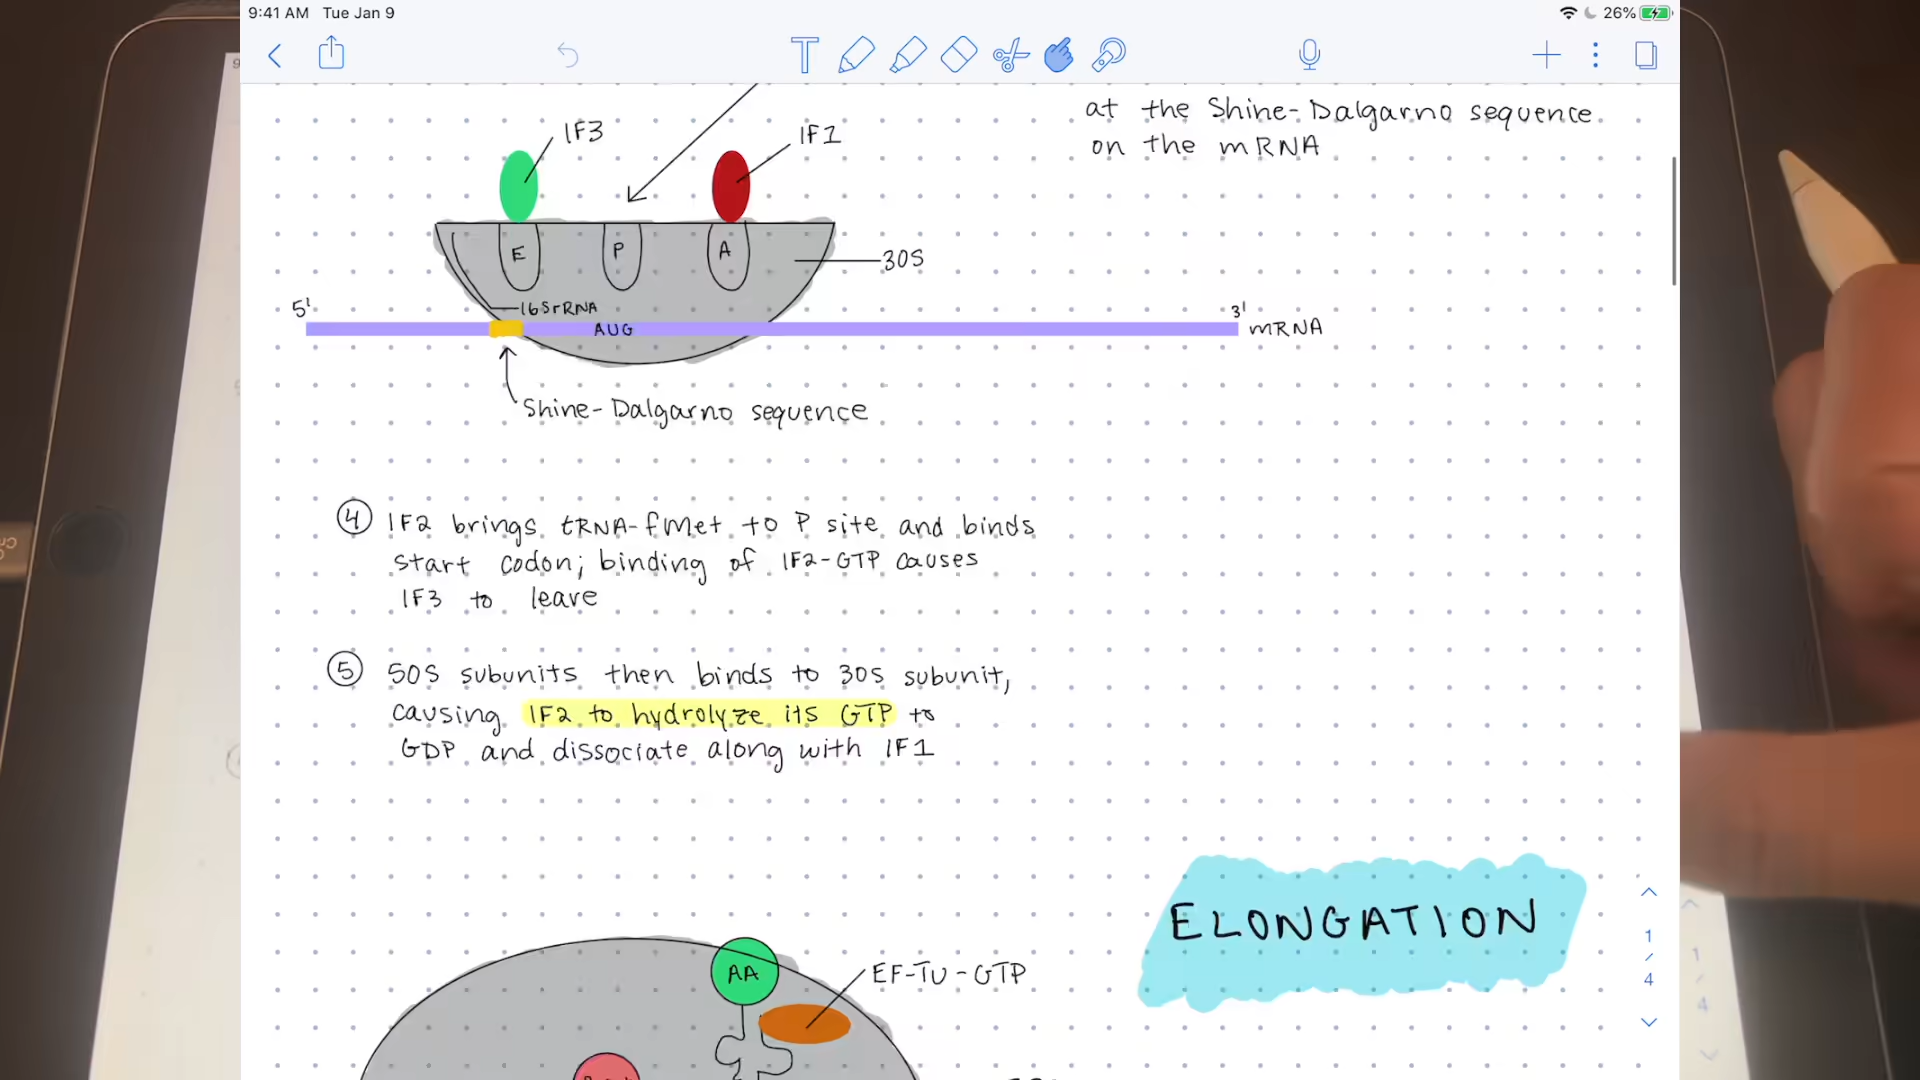 9:41 AM Tue Jan 9
26%
at the Shine-Dalgarno sequence
on the mRNA
IF3
IF1
E
P
A
30S
16S rRNA
5'
AUG
3'
mRNA
Shine-Dalgarno sequence
4 IF2 brings tRNA-fMet to P site and binds
start codon; binding of IF2-GTP causes
IF3 to leave
5 50S subunits then binds to 30S subunit,
causing IF2 to hydrolyze its GTP to
GDP and dissociate along with IF1
ELONGATION
AA
EF-TU-GTP
1
/
4